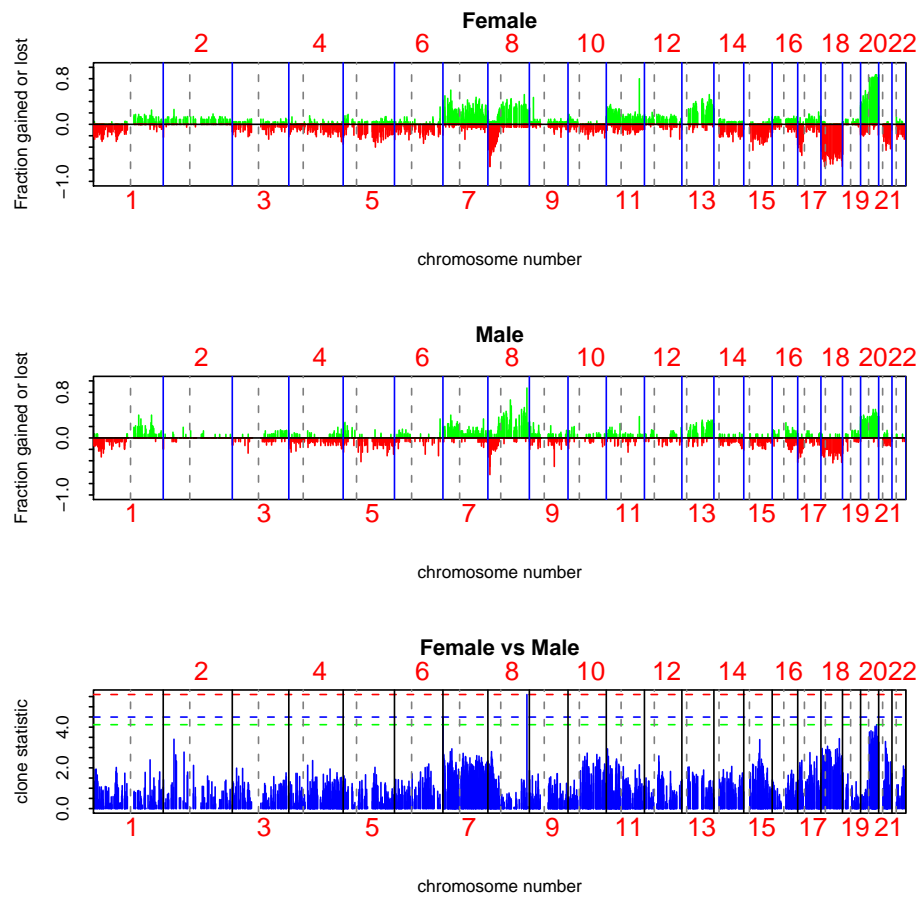 Female
2 4 6 8 10 12 14 16 18 20 22
Fraction gained or lost
0.8
0.0
−1.0
1 3 5 7 9 11 13 15 17 19 21
chromosome number
Male
2 4 6 8 10 12 14 16 18 20 22
Fraction gained or lost
0.8
0.0
−1.0
1 3 5 7 9 11 13 15 17 19 21
chromosome number
Female vs Male
2 4 6 8 10 12 14 16 18 20 22
clone statistic
4.0
2.0
0.0
1 3 5 7 9 11 13 15 17 19 21
chromosome number